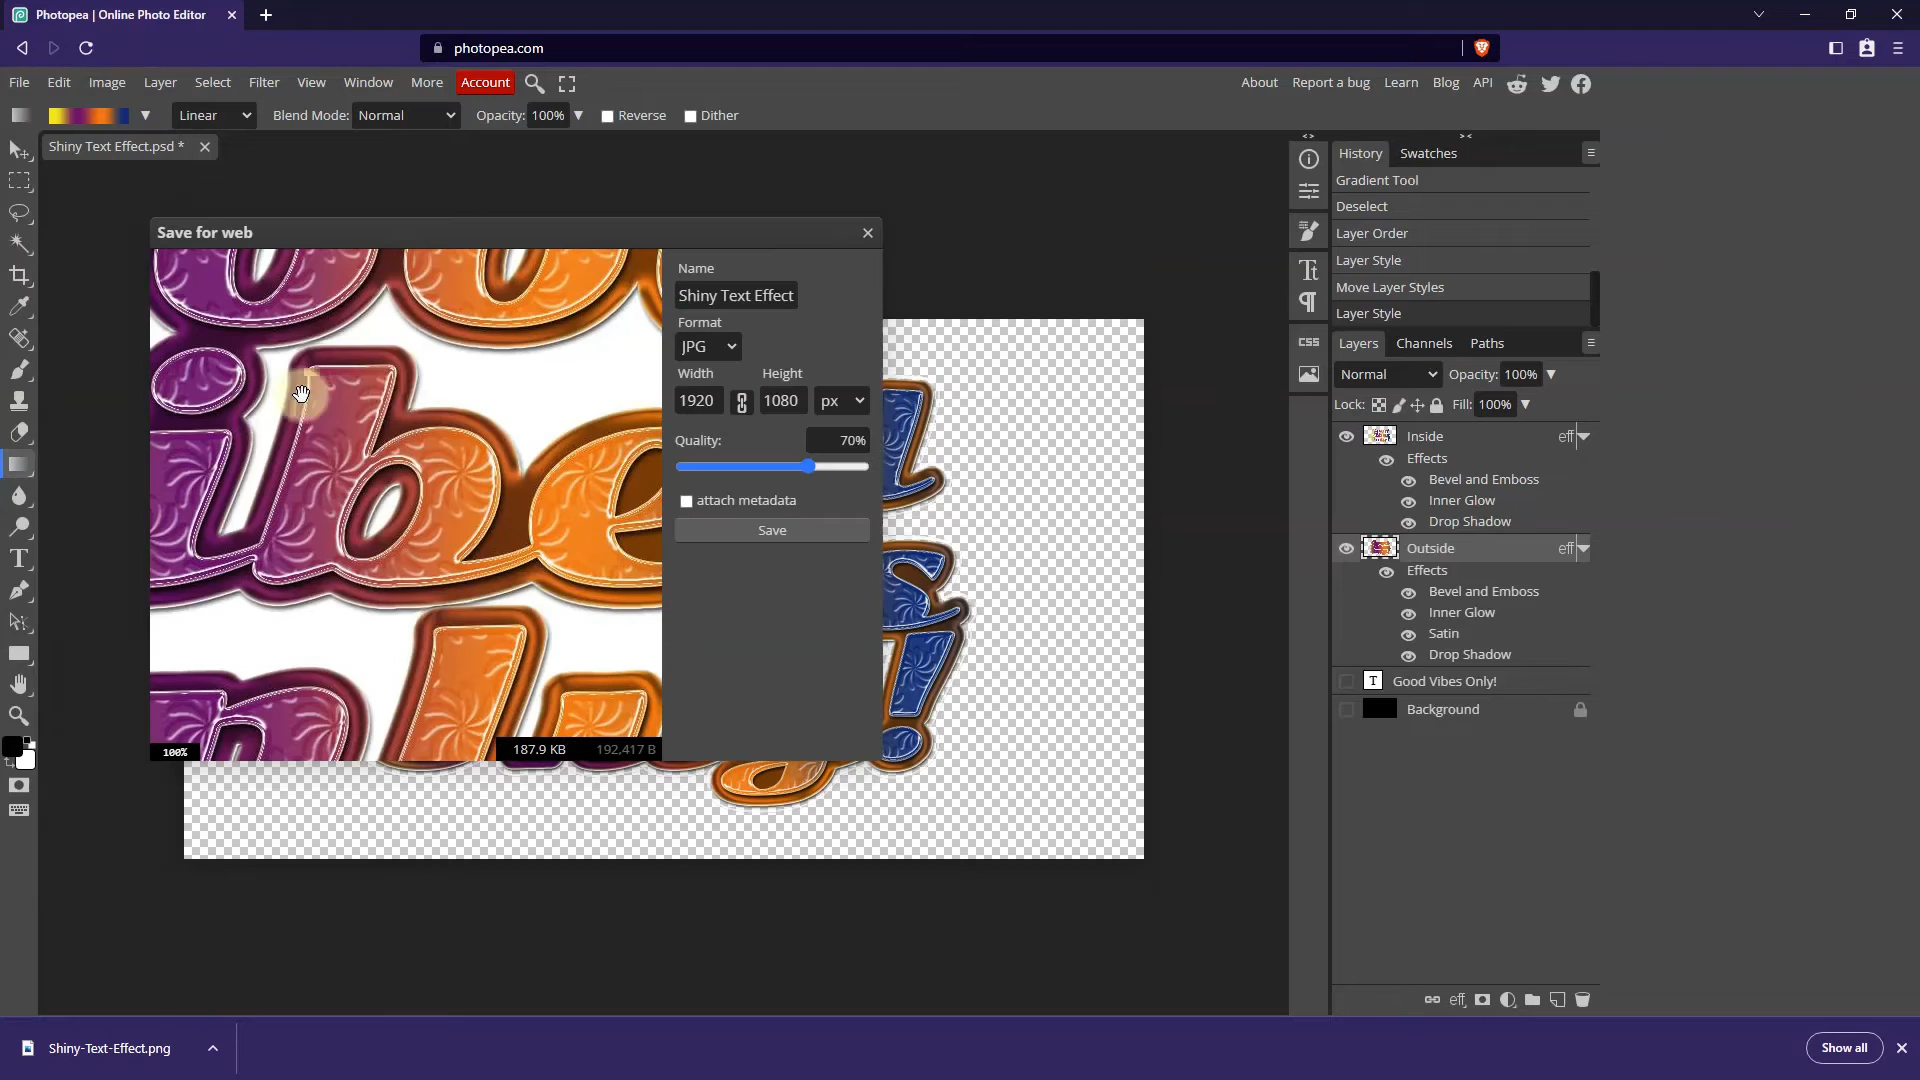 Photopea | Online Photo Editor
photopea.com
File Edit Image Layer Select Filter View Window More Account
About Report a bug Learn Blog API
Linear Blend Mode: Normal Opacity: 100% Reverse Dither
Shiny Text Effect.psd *
Save for web
Name
Shiny Text Effect
Format
JPG
Width Height
1920 1080 px
Quality: 70%
attach metadata
Save
100%
187.9 KB 192,417 B
History Swatches
Gradient Tool
Deselect
Layer Order
Layer Style
Move Layer Styles
Layer Style
CSS
Layers Channels Paths
Normal Opacity: 100%
Lock: Fill: 100%
Inside eff
Effects
Bevel and Emboss
Inner Glow
Drop Shadow
Outside eff
Effects
Bevel and Emboss
Inner Glow
Satin
Drop Shadow
T Good Vibes Only!
Background
eff
Shiny-Text-Effect.png
Show all